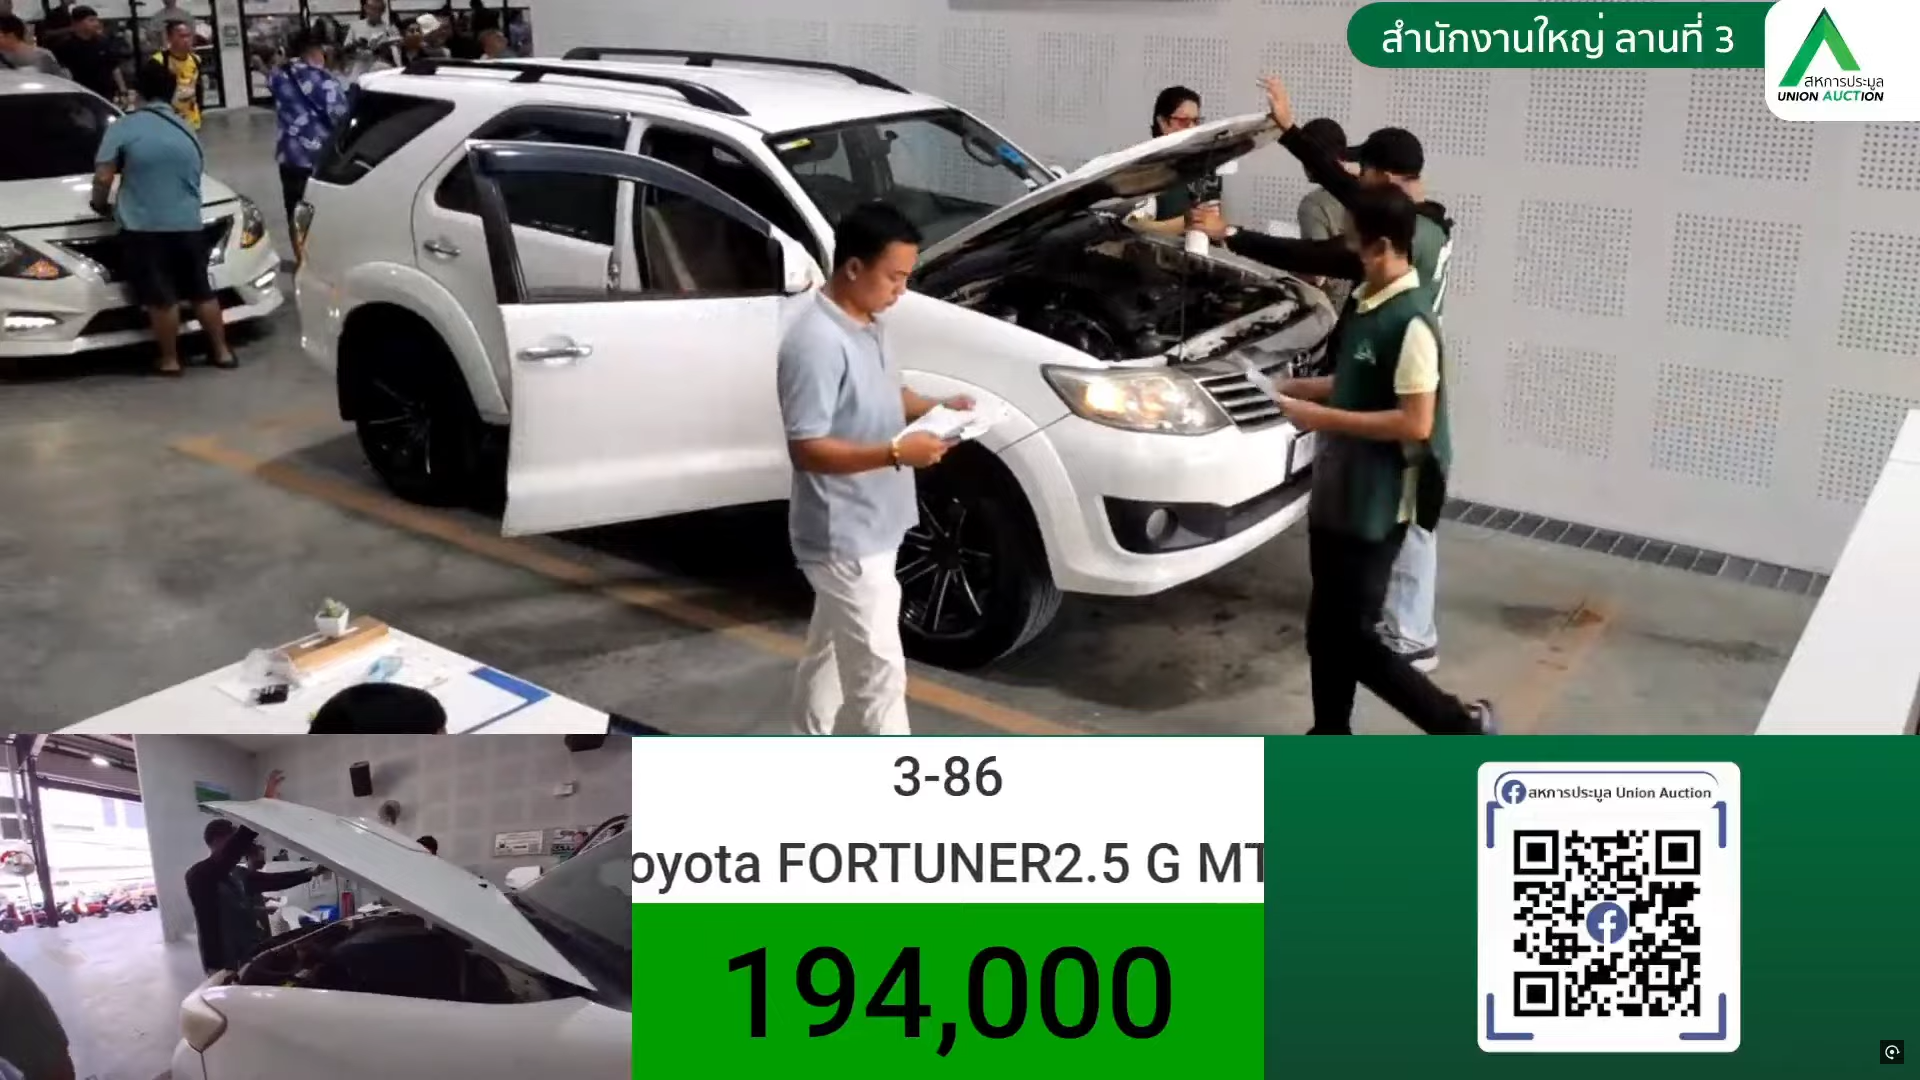 สำนักงานใหญ่ ลานที่ 3
สหการประมูล
UNION AUCTION
3-86
oyota FORTUNER2.5 G MT
194,000
สหการประมูล Union Auction